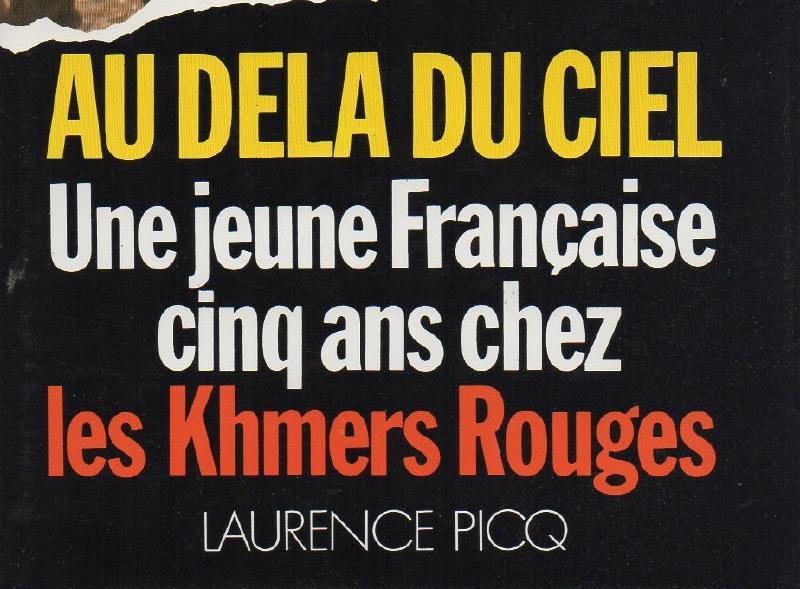 AU DELA DU CIEL
Une jeune Française
cinq ans chez
les Khmers Rouges
LAURENCE PICQ